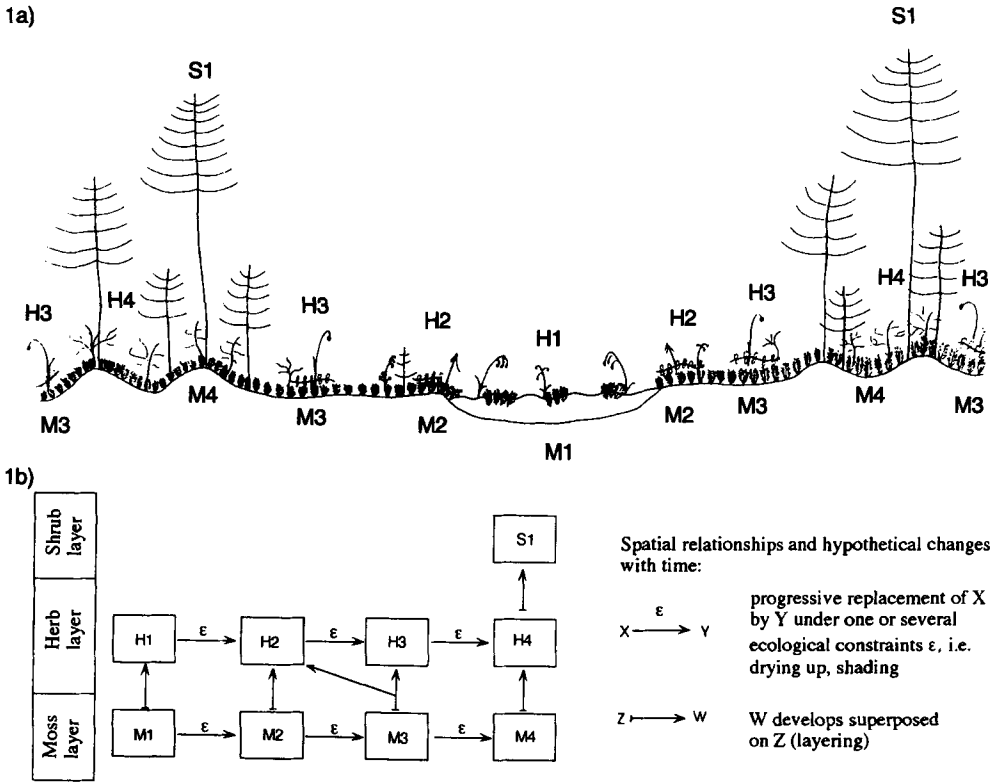 1a)
S1
S1
H3
H4
H3
H2
H1
H2
H3
H4
H3
M3
M4
M3
M2
M1
M2
M3
M4
M3
1b)
Shrub
layer
Herb
layer
Moss
layer
S1
H1
ε
H2
ε
H3
ε
H4
M1
ε
M2
ε
M3
ε
M4
Spatial relationships and hypothetical changes
with time:
X ε Y
progressive replacement of X
by Y under one or several
ecological constraints ε, i.e.
drying up, shading
Z W
W develops superposed
on Z (layering)